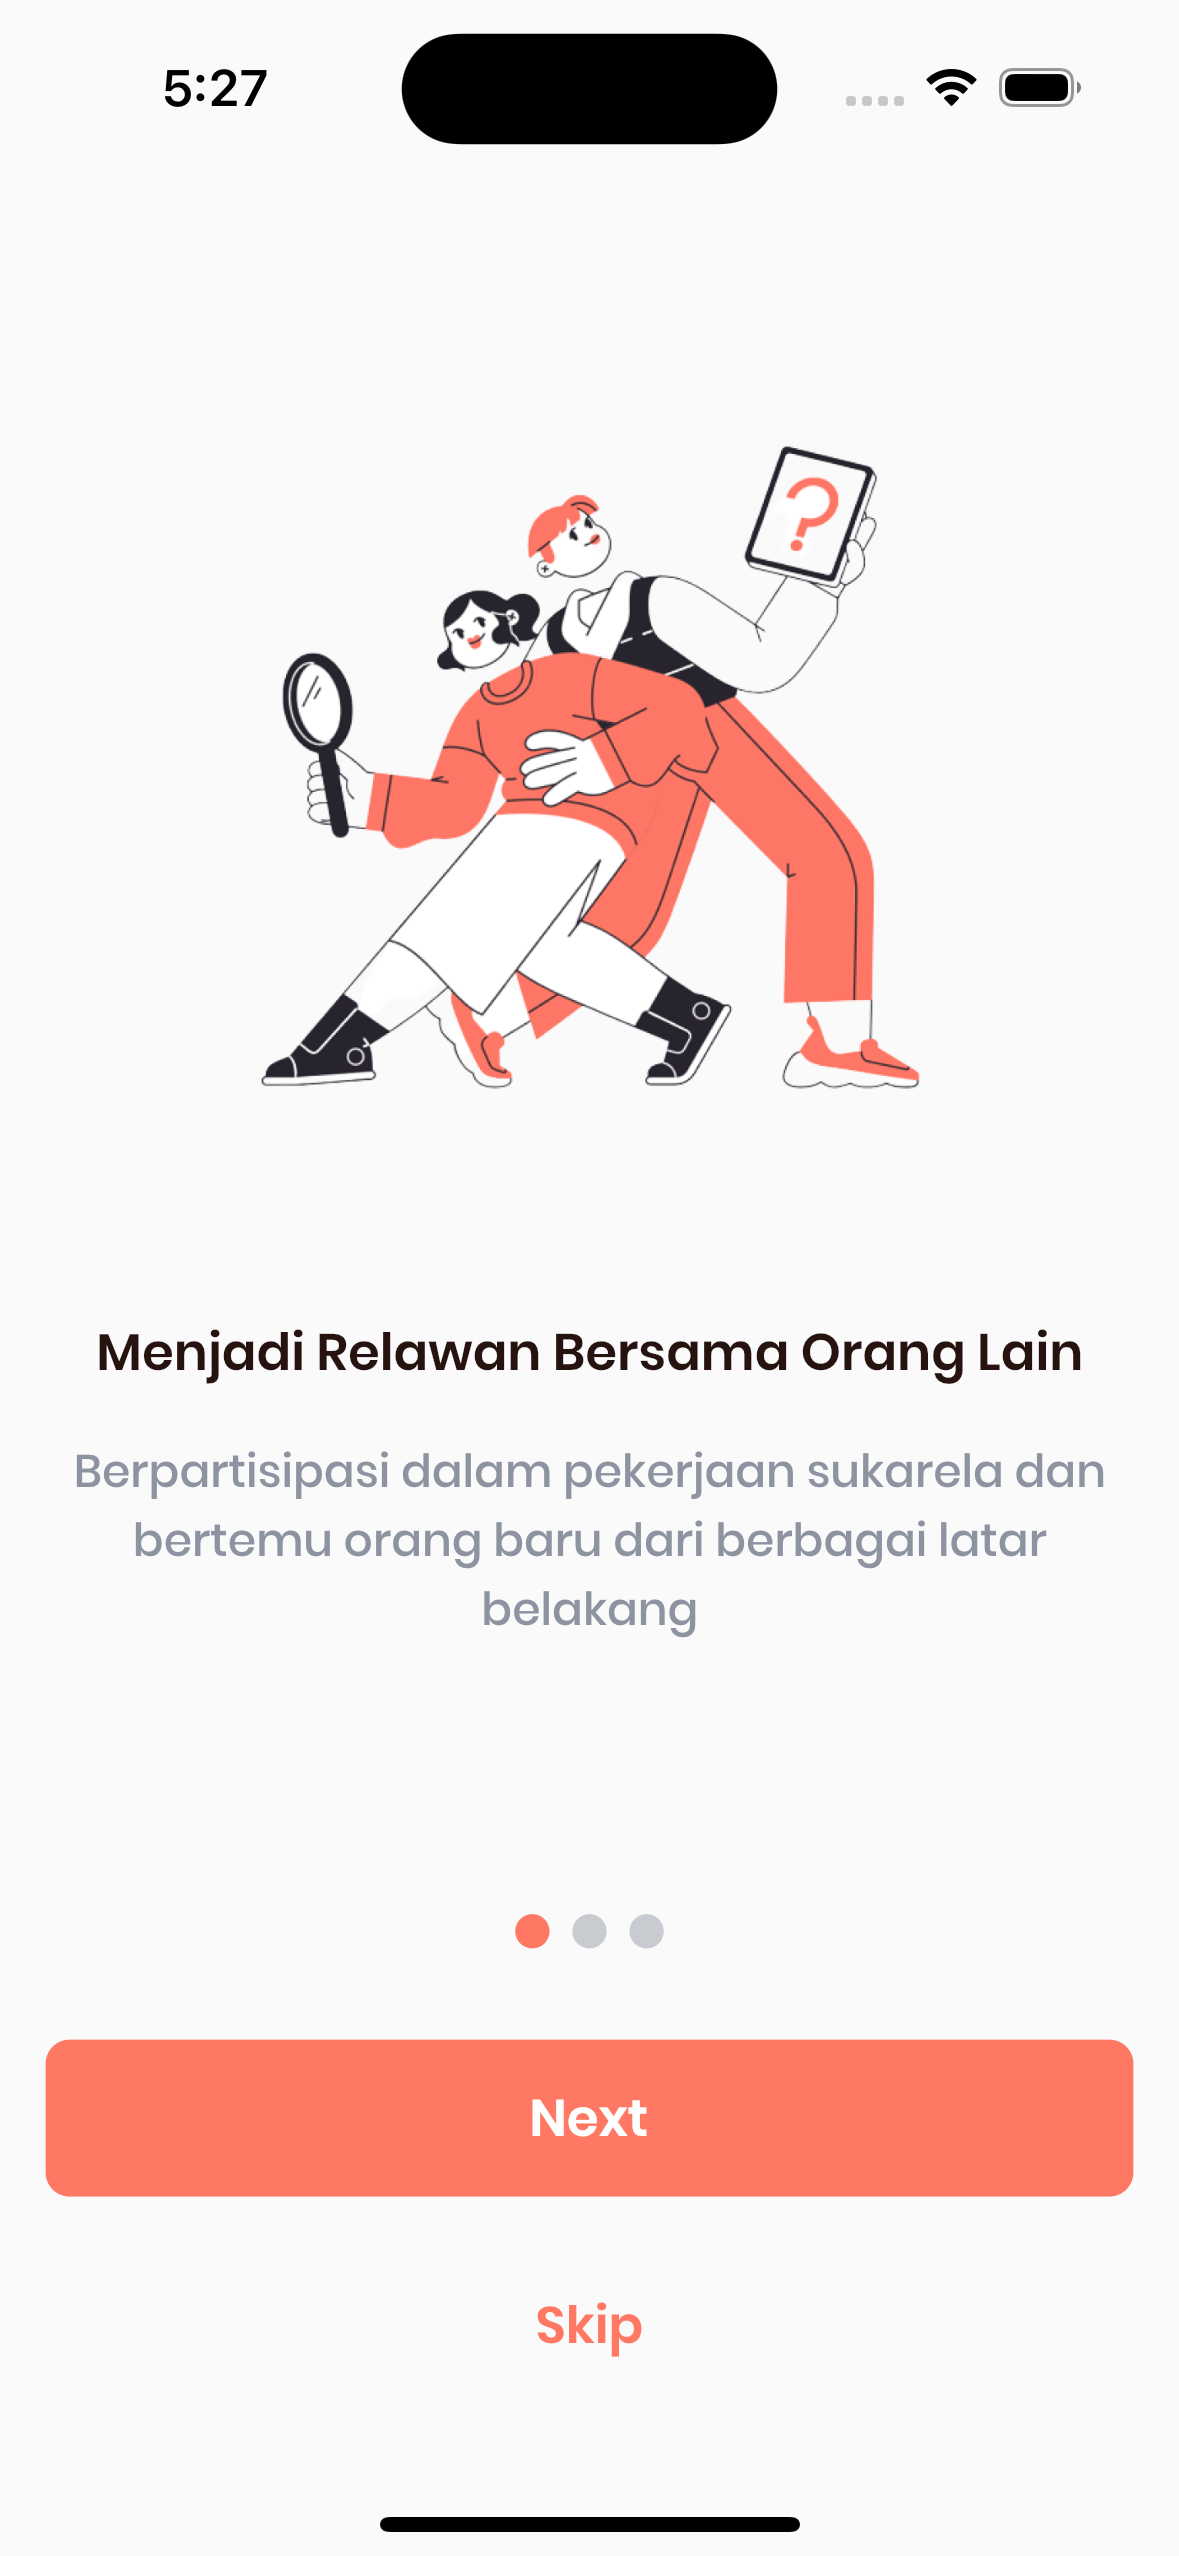 5:27
?
Menjadi Relawan Bersama Orang Lain
Berpartisipasi dalam pekerjaan sukarela dan
bertemu orang baru dari berbagai latar
belakang
Next
Skip